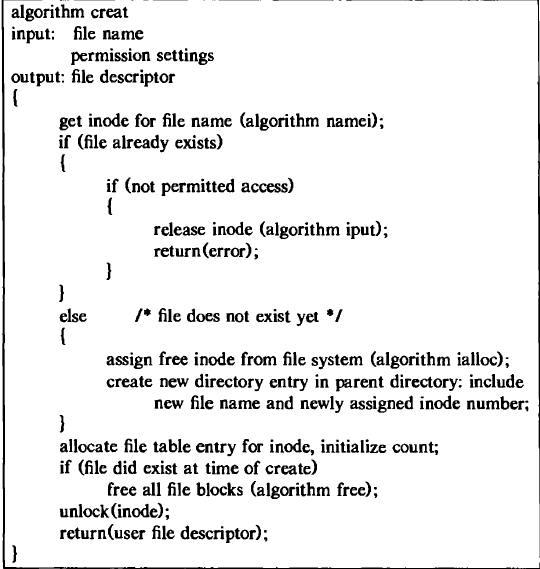 algorithm creat
input: file name
permission settings
output: file descriptor
{
get inode for file name (algorithm namei);
if (file already exists)
{
if (not permitted access)
{
release inode (algorithm iput);
return(error);
}
}
else /* file does not exist yet */
{
assign free inode from file system (algorithm ialloc);
create new directory entry in parent directory: include
new file name and newly assigned inode number;
}
allocate file table entry for inode, initialize count;
if (file did exist at time of create)
free all file blocks (algorithm free);
unlock(inode);
return(user file descriptor);
}